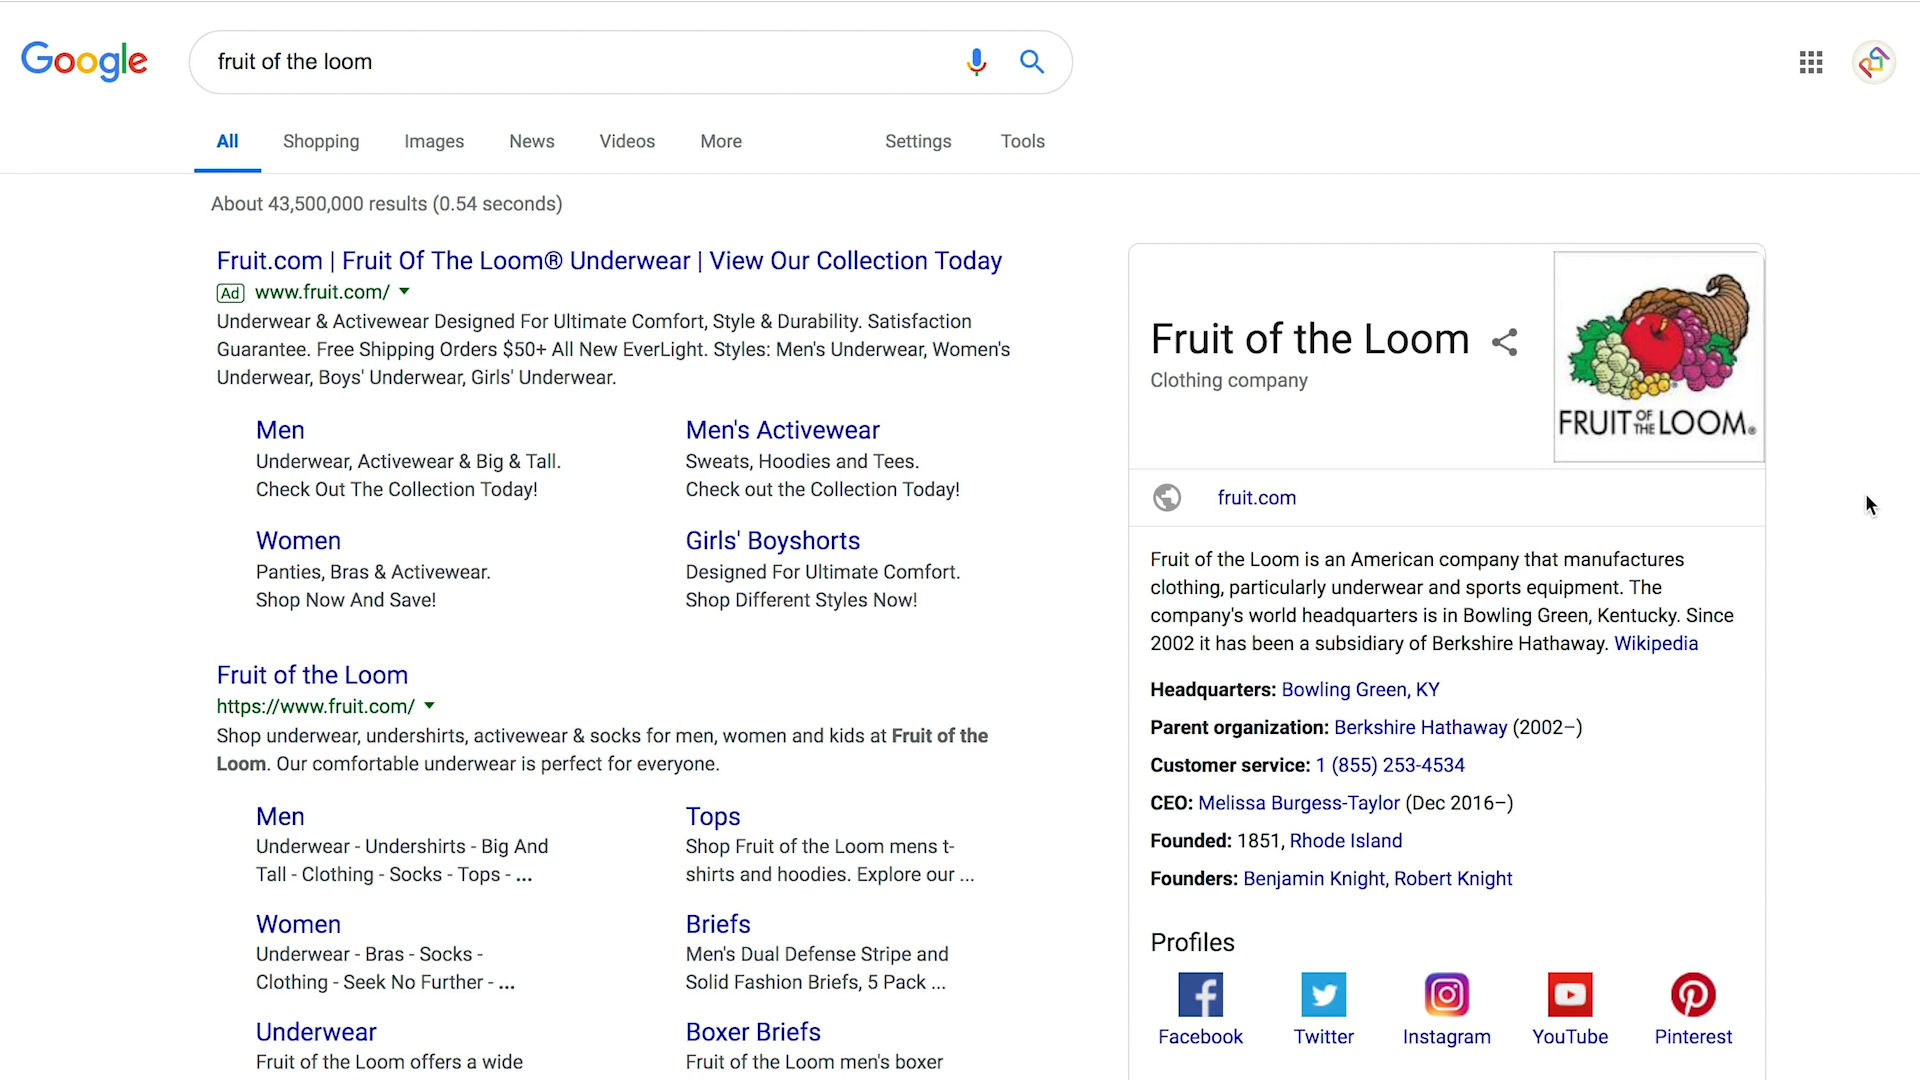 Google
fruit of the loom
All Shopping Images News Videos More Settings Tools
About 43,500,000 results (0.54 seconds)
Fruit.com | Fruit Of The Loom® Underwear | View Our Collection Today
Ad www.fruit.com/
Underwear & Activewear Designed For Ultimate Comfort, Style & Durability. Satisfaction
Guarantee. Free Shipping Orders $50+ All New EverLight. Styles: Men's Underwear, Women's
Underwear, Boys' Underwear, Girls' Underwear.
Men
Underwear, Activewear & Big & Tall.
Check Out The Collection Today!
Men's Activewear
Sweats, Hoodies and Tees.
Check out the Collection Today!
Women
Panties, Bras & Activewear.
Shop Now And Save!
Girls' Boyshorts
Designed For Ultimate Comfort.
Shop Different Styles Now!
Fruit of the Loom
https://www.fruit.com/
Shop underwear, undershirts, activewear & socks for men, women and kids at Fruit of the
Loom. Our comfortable underwear is perfect for everyone.
Men
Underwear - Undershirts - Big And
Tall - Clothing - Socks - Tops - ...
Tops
Shop Fruit of the Loom mens t-
shirts and hoodies. Explore our ...
Women
Underwear - Bras - Socks -
Clothing - Seek No Further - ...
Briefs
Men's Dual Defense Stripe and
Solid Fashion Briefs, 5 Pack ...
Underwear
Fruit of the Loom offers a wide
Boxer Briefs
Fruit of the Loom men's boxer
Fruit of the Loom
Clothing company
FRUIT OF THE LOOM®
fruit.com
Fruit of the Loom is an American company that manufactures
clothing, particularly underwear and sports equipment. The
company's world headquarters is in Bowling Green, Kentucky. Since
2002 it has been a subsidiary of Berkshire Hathaway. Wikipedia
Headquarters: Bowling Green, KY
Parent organization: Berkshire Hathaway (2002–)
Customer service: 1 (855) 253-4534
CEO: Melissa Burgess-Taylor (Dec 2016–)
Founded: 1851, Rhode Island
Founders: Benjamin Knight, Robert Knight
Profiles
Facebook Twitter Instagram YouTube Pinterest